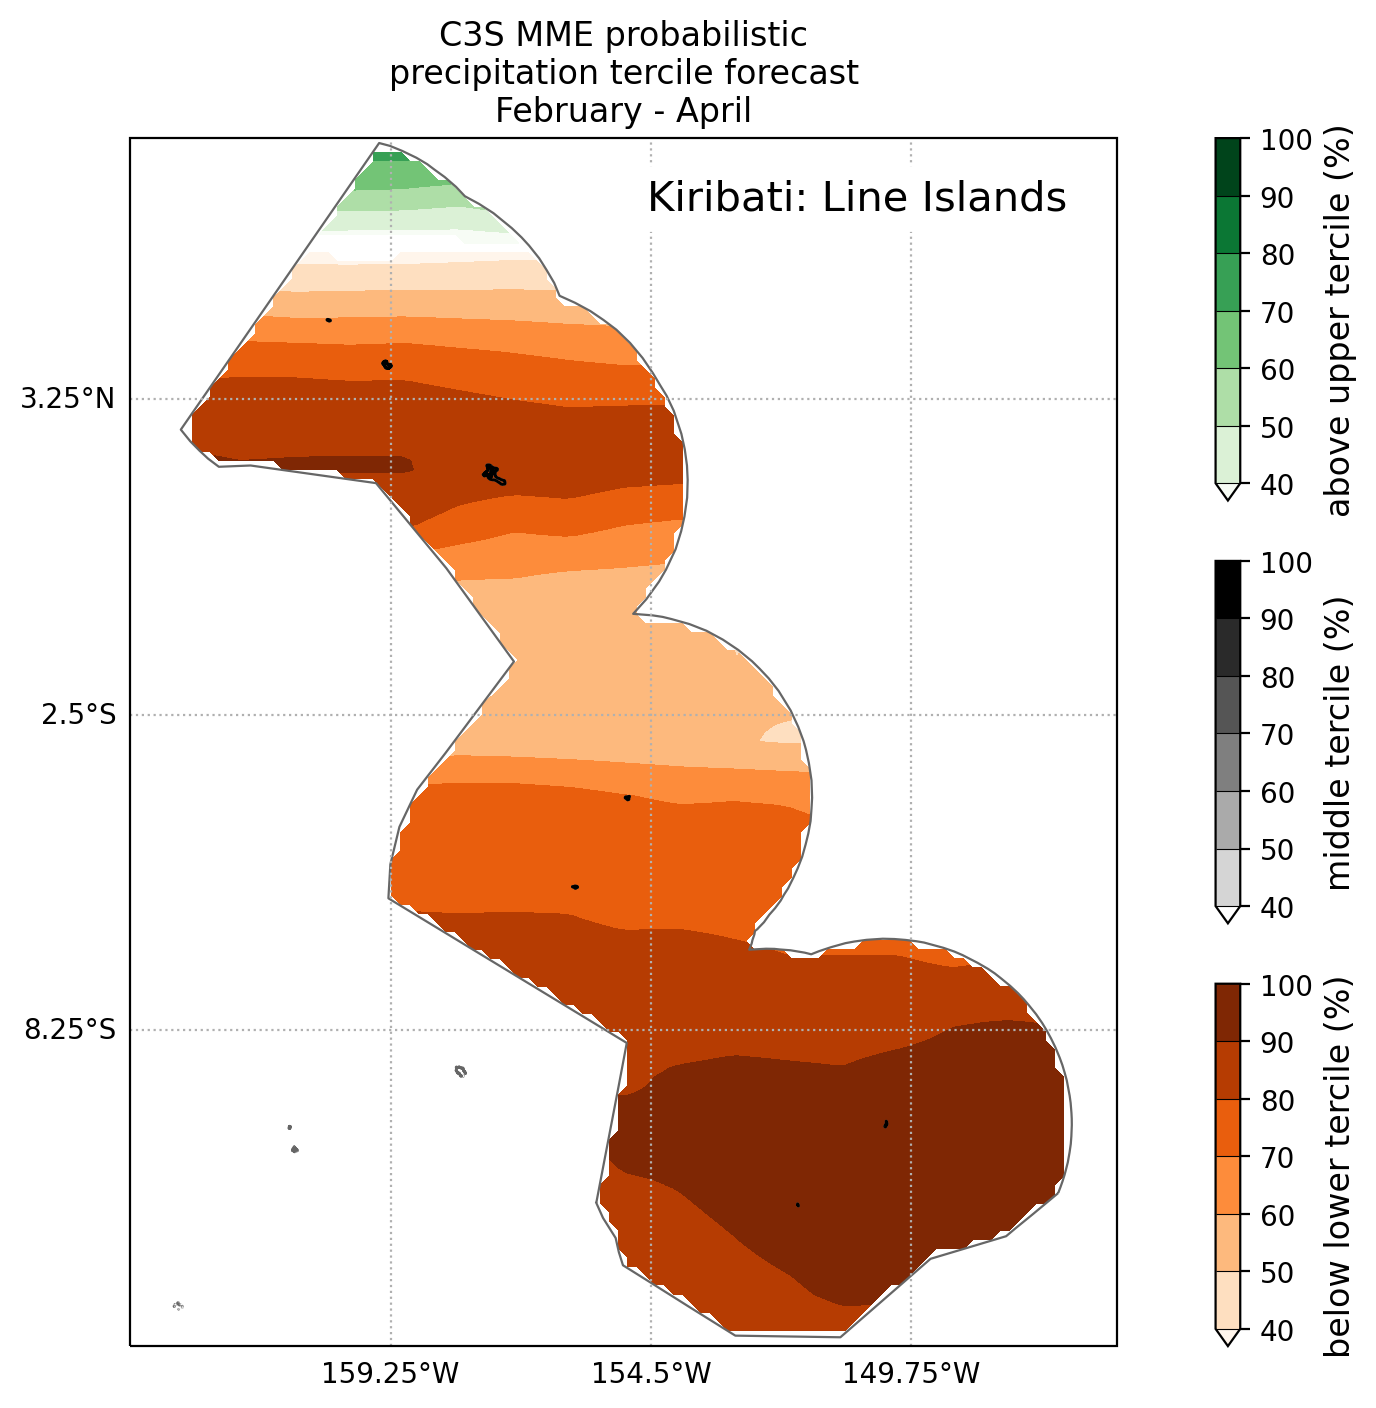 C3S MME probabilistic
precipitation tercile forecast
February - April
Kiribati: Line Islands
3.25°N
2.5°S
8.25°S
159.25°W
154.5°W
149.75°W
100
90
80
70
60
50
40
above upper tercile (%)
100
90
80
70
60
50
40
middle tercile (%)
100
90
80
70
60
50
40
below lower tercile (%)